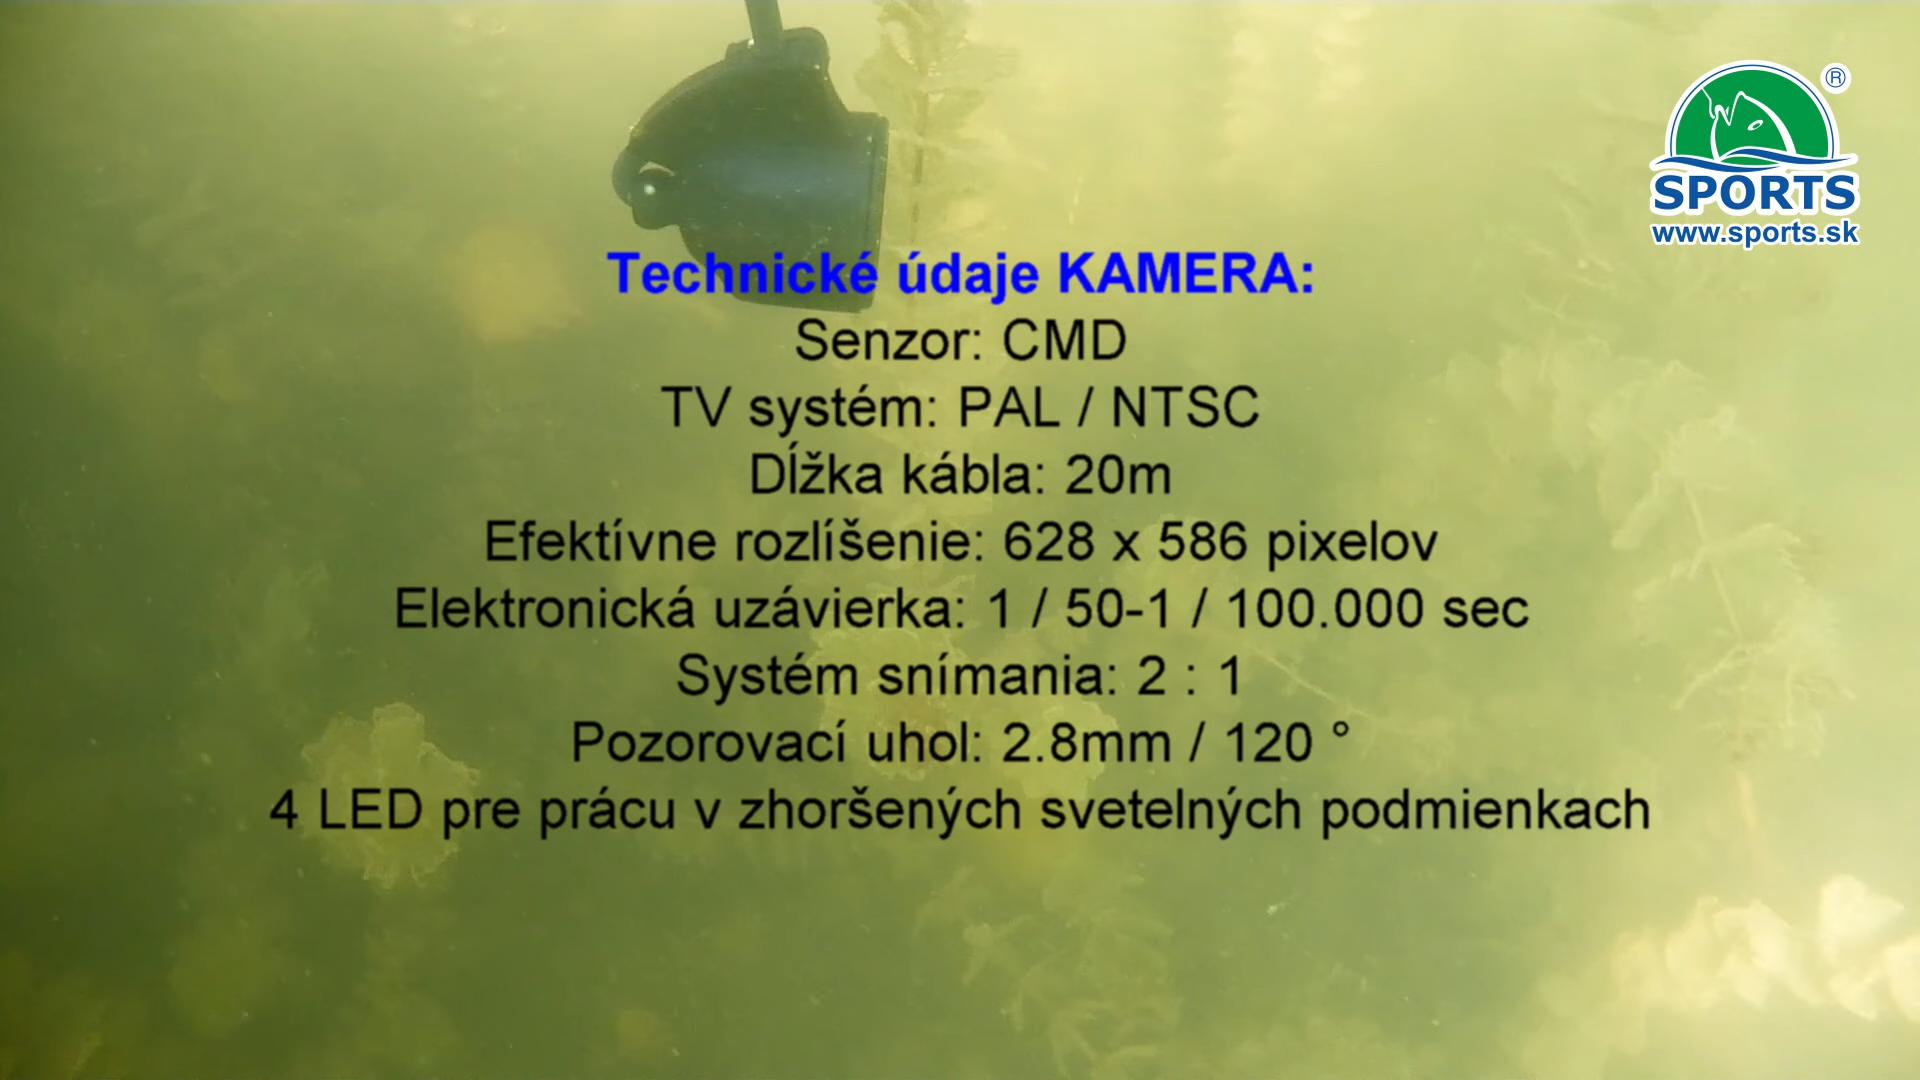 ®
SPORTS
www.sports.sk
Technické údaje KAMERA:
Senzor: CMD
TV systém: PAL / NTSC
Dĺžka kábla: 20m
Efektívne rozlíšenie: 628 x 586 pixelov
Elektronická uzávierka: 1 / 50-1 / 100.000 sec
Systém snímania: 2 : 1
Pozorovací uhol: 2.8mm / 120 °
4 LED pre prácu v zhoršených svetelných podmienkach